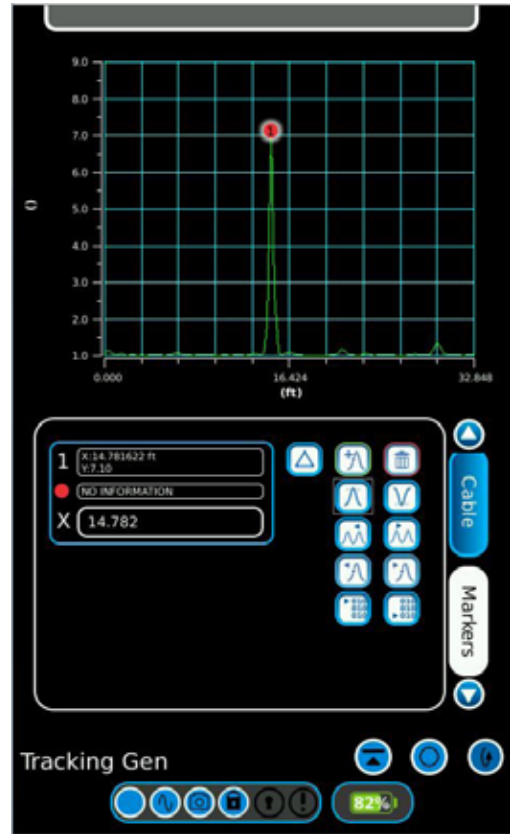 9.0
8.0
7.0
6.0
5.0
4.0
3.0
2.0
1.0
()
1
0.000 16.424 32.848
(ft)
1 X:14.781622 ft
Y:7.10
NO INFORMATION
X 14.782
Cable
Markers
Tracking Gen
82%